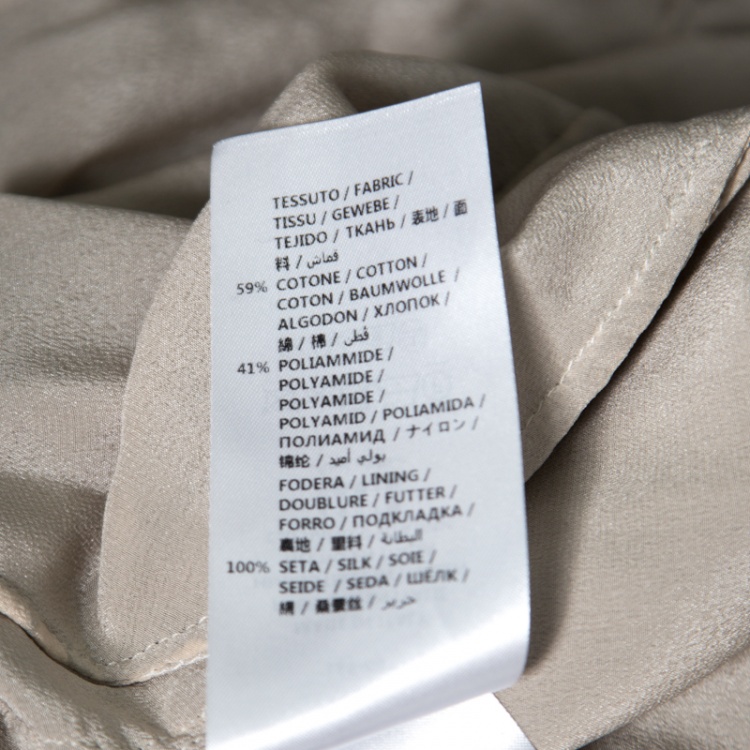 TESSUTO / FABRIC /
TISSU / GEWEBE /
TEJIDO / ТКАНЬ / 表地 / 面
料 / قماش
59% COTONE / COTTON /
COTON / BAUMWOLLE /
ALGODON / ХЛОПОК /
綿 / 棉 / قطن
41% POLIAMMIDE /
POLYAMIDE /
POLYAMIDE /
POLYAMID / POLIAMIDA /
ПОЛИАМИД / ナイロン /
锦纶 / بولي أميد
FODERA / LINING /
DOUBLURE / FUTTER /
FORRO / ПОДКЛАДКА /
裏地 / 里料 / البطانة
100% SETA / SILK / SOIE /
SEIDE / SEDA / ШЁЛК /
絹 / 桑蚕丝 / حرير